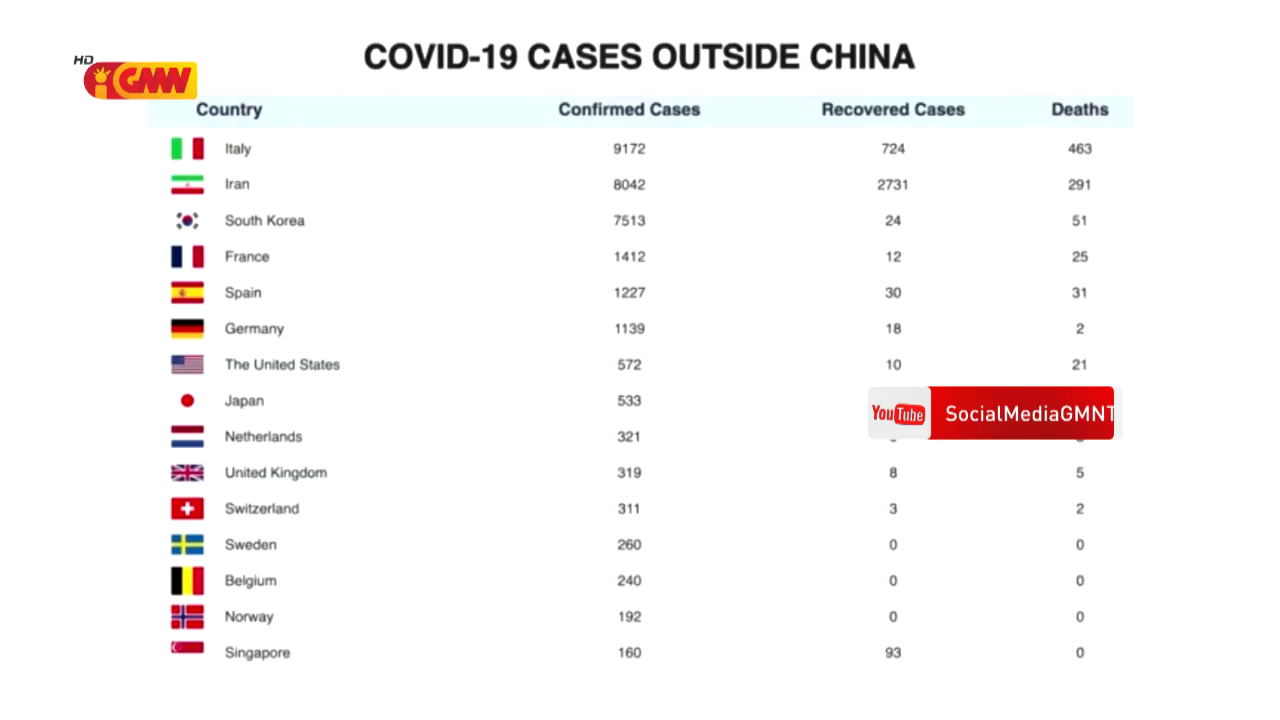 COVID-19 CASES OUTSIDE CHINA
HD
iGMW
Country Confirmed Cases Recovered Cases Deaths
Italy 9172 724 463
Iran 8042 2731 291
South Korea 7513 24 51
France 1412 12 25
Spain 1227 30 31
Germany 1139 18 2
The United States 572 10 21
Japan 533
YouTube SocialMediaGMNT
Netherlands 321
United Kingdom 319 8 5
Switzerland 311 3 2
Sweden 260 0 0
Belgium 240 0 0
Norway 192 0 0
Singapore 160 93 0